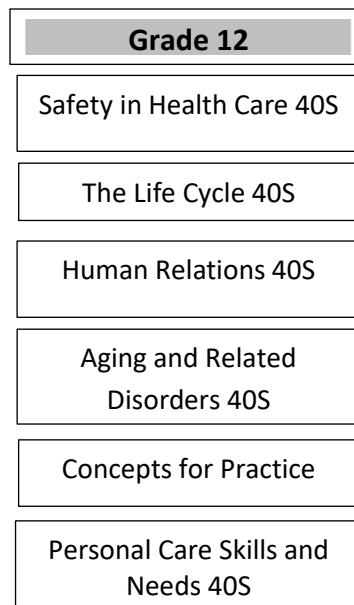 Grade 12
Safety in Health Care 40S
The Life Cycle 40S
Human Relations 40S
Aging and Related
Disorders 40S
Concepts for Practice
Personal Care Skills and
Needs 40S